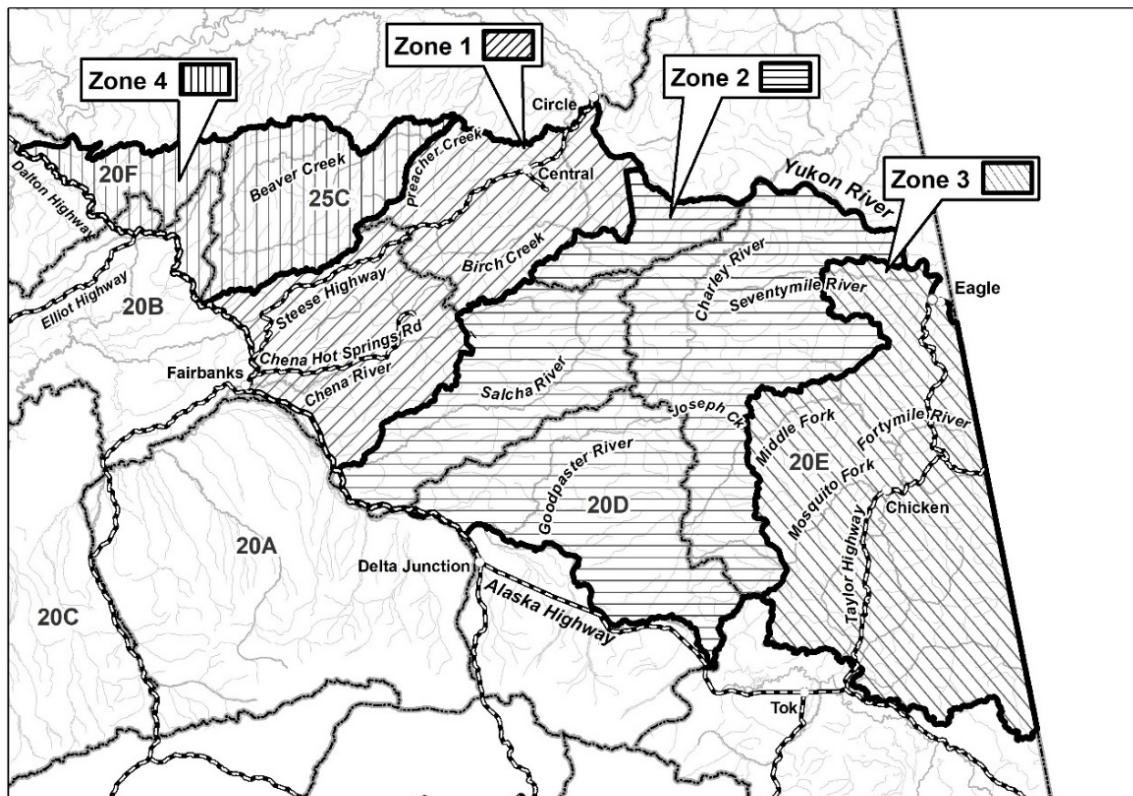 Zone 1
Zone 2
Zone 4
Circle
Preacher Creek
Central
Beaver Creek
20F
Dalton Highway
25C
Yukon River
Zone 3
Birch Creek
Charley River
Steese Highway
Seventymile River
Eagle
Elliot Highway
20B
Chena Hot Springs Rd
Fairbanks
Chena River
Salcha River
Joseph Ck
Middle Fork
Fortymile River
20E
Goodpaster River
Mosquito Fork
20D
Chicken
20A
Taylor Highway
Delta Junction
Alaska Highway
20C
Tok